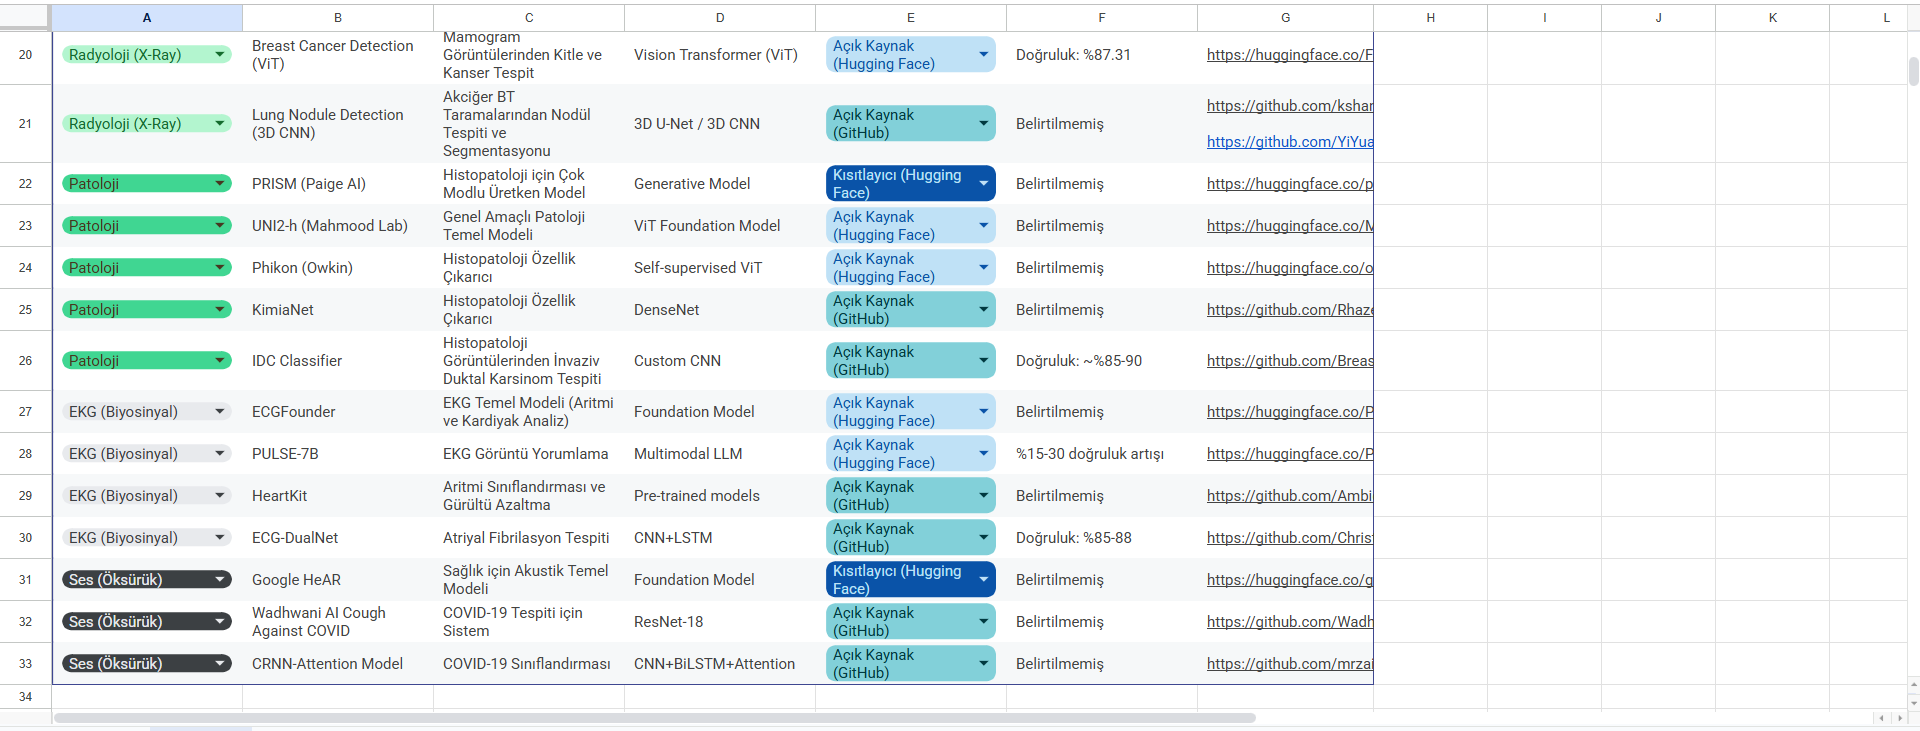 A B C D E F G H I J K L
20 Radyoloji (X-Ray) Breast Cancer Detection (ViT) Mamogram Görüntülerinden Kitle ve Kanser Tespit Vision Transformer (ViT) Açık Kaynak (Hugging Face) Doğruluk: %87.31 https://huggingface.co/F
21 Radyoloji (X-Ray) Lung Nodule Detection (3D CNN) Akciğer BT Taramalarından Nodül Tespiti ve Segmentasyonu 3D U-Net / 3D CNN Açık Kaynak (GitHub) Belirtilmemiş https://github.com/kshar https://github.com/YiYua
22 Patoloji PRISM (Paige AI) Histopatoloji için Çok Modlu Üretken Model Generative Model Kısıtlayıcı (Hugging Face) Belirtilmemiş https://huggingface.co/p
23 Patoloji UNI2-h (Mahmood Lab) Genel Amaçlı Patoloji Temel Modeli ViT Foundation Model Açık Kaynak (Hugging Face) Belirtilmemiş https://huggingface.co/M
24 Patoloji Phikon (Owkin) Histopatoloji Özellik Çıkarıcı Self-supervised ViT Açık Kaynak (Hugging Face) Belirtilmemiş https://huggingface.co/o
25 Patoloji KimiaNet Histopatoloji Özellik Çıkarıcı DenseNet Açık Kaynak (GitHub) Belirtilmemiş https://github.com/Rhaze
26 Patoloji IDC Classifier Histopatoloji Görüntülerinden İnvaziv Duktal Karsinom Tespiti Custom CNN Açık Kaynak (GitHub) Doğruluk: ~%85-90 https://github.com/Breas
27 EKG (Biyosinyal) ECGFounder EKG Temel Modeli (Aritmi ve Kardiyak Analiz) Foundation Model Açık Kaynak (Hugging Face) Belirtilmemiş https://huggingface.co/P
28 EKG (Biyosinyal) PULSE-7B EKG Görüntü Yorumlama Multimodal LLM Açık Kaynak (Hugging Face) %15-30 doğruluk artışı https://huggingface.co/P
29 EKG (Biyosinyal) HeartKit Aritmi Sınıflandırması ve Gürültü Azaltma Pre-trained models Açık Kaynak (GitHub) Belirtilmemiş https://github.com/Ambi
30 EKG (Biyosinyal) ECG-DualNet Atriyal Fibrilasyon Tespiti CNN+LSTM Açık Kaynak (GitHub) Doğruluk: %85-88 https://github.com/Christ
31 Ses (Öksürük) Google HeAR Sağlık için Akustik Temel Modeli Foundation Model Kısıtlayıcı (Hugging Face) Belirtilmemiş https://huggingface.co/g
32 Ses (Öksürük) Wadhwani AI Cough Against COVID COVID-19 Tespiti için Sistem ResNet-18 Açık Kaynak (GitHub) Belirtilmemiş https://github.com/Wadh
33 Ses (Öksürük) CRNN-Attention Model COVID-19 Sınıflandırması CNN+BiLSTM+Attention Açık Kaynak (GitHub) Belirtilmemiş https://github.com/mrzai
34